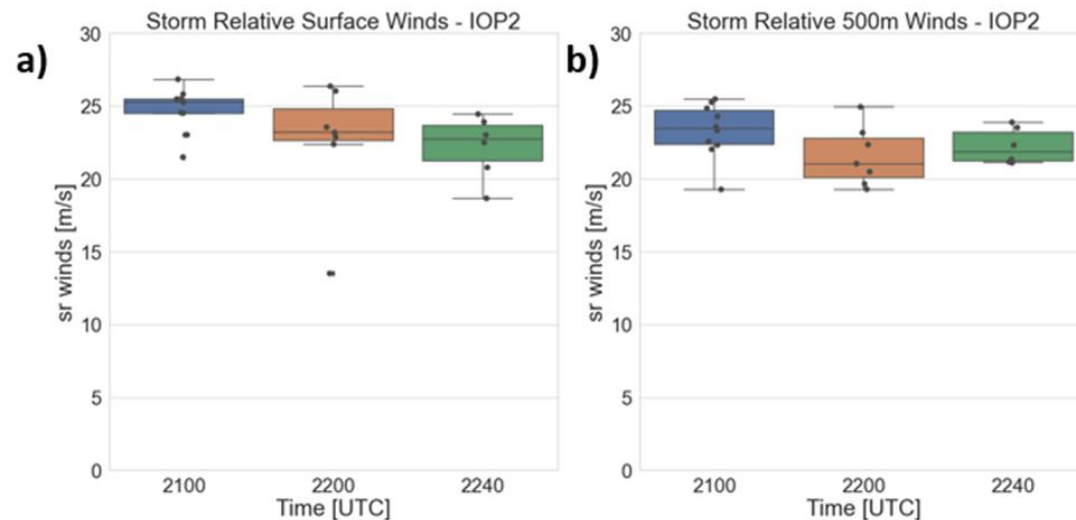 a)
Storm Relative Surface Winds - IOP2
sr winds [m/s]
30
25
20
15
10
5
0
2100 2200 2240
Time [UTC]
b)
Storm Relative 500m Winds - IOP2
sr winds [m/s]
30
25
20
15
10
5
0
2100 2200 2240
Time [UTC]